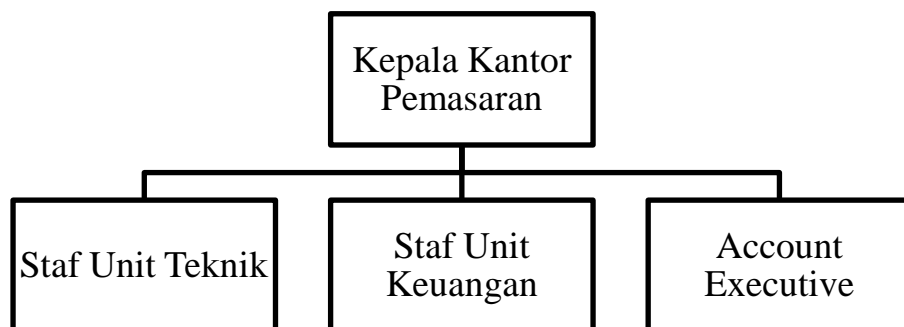 Kepala Kantor
Pemasaran
Staf Unit Teknik
Staf Unit
Keuangan
Account
Executive